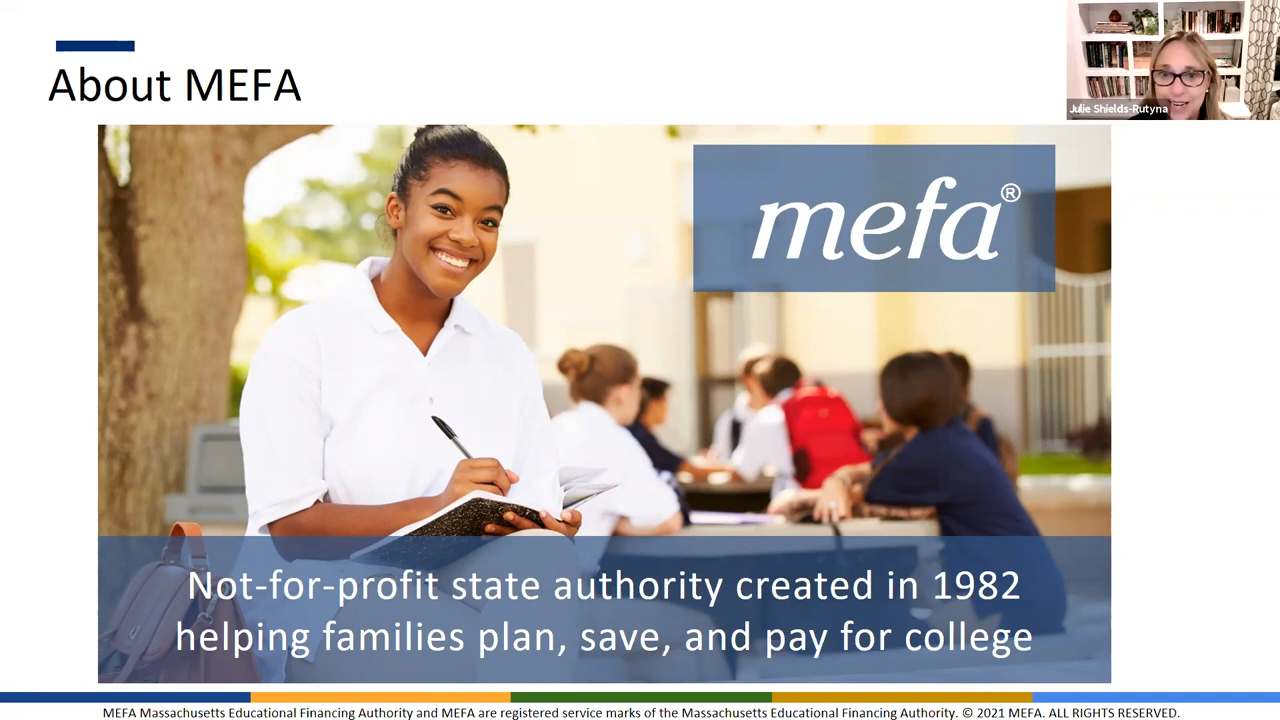 About MEFA
Julie Shields-Rutyna
mefa®
Not-for-profit state authority created in 1982
helping families plan, save, and pay for college
MEFA Massachusetts Educational Financing Authority and MEFA are registered service marks of the Massachusetts Educational Financing Authority. © 2021 MEFA. ALL RIGHTS RESERVED.